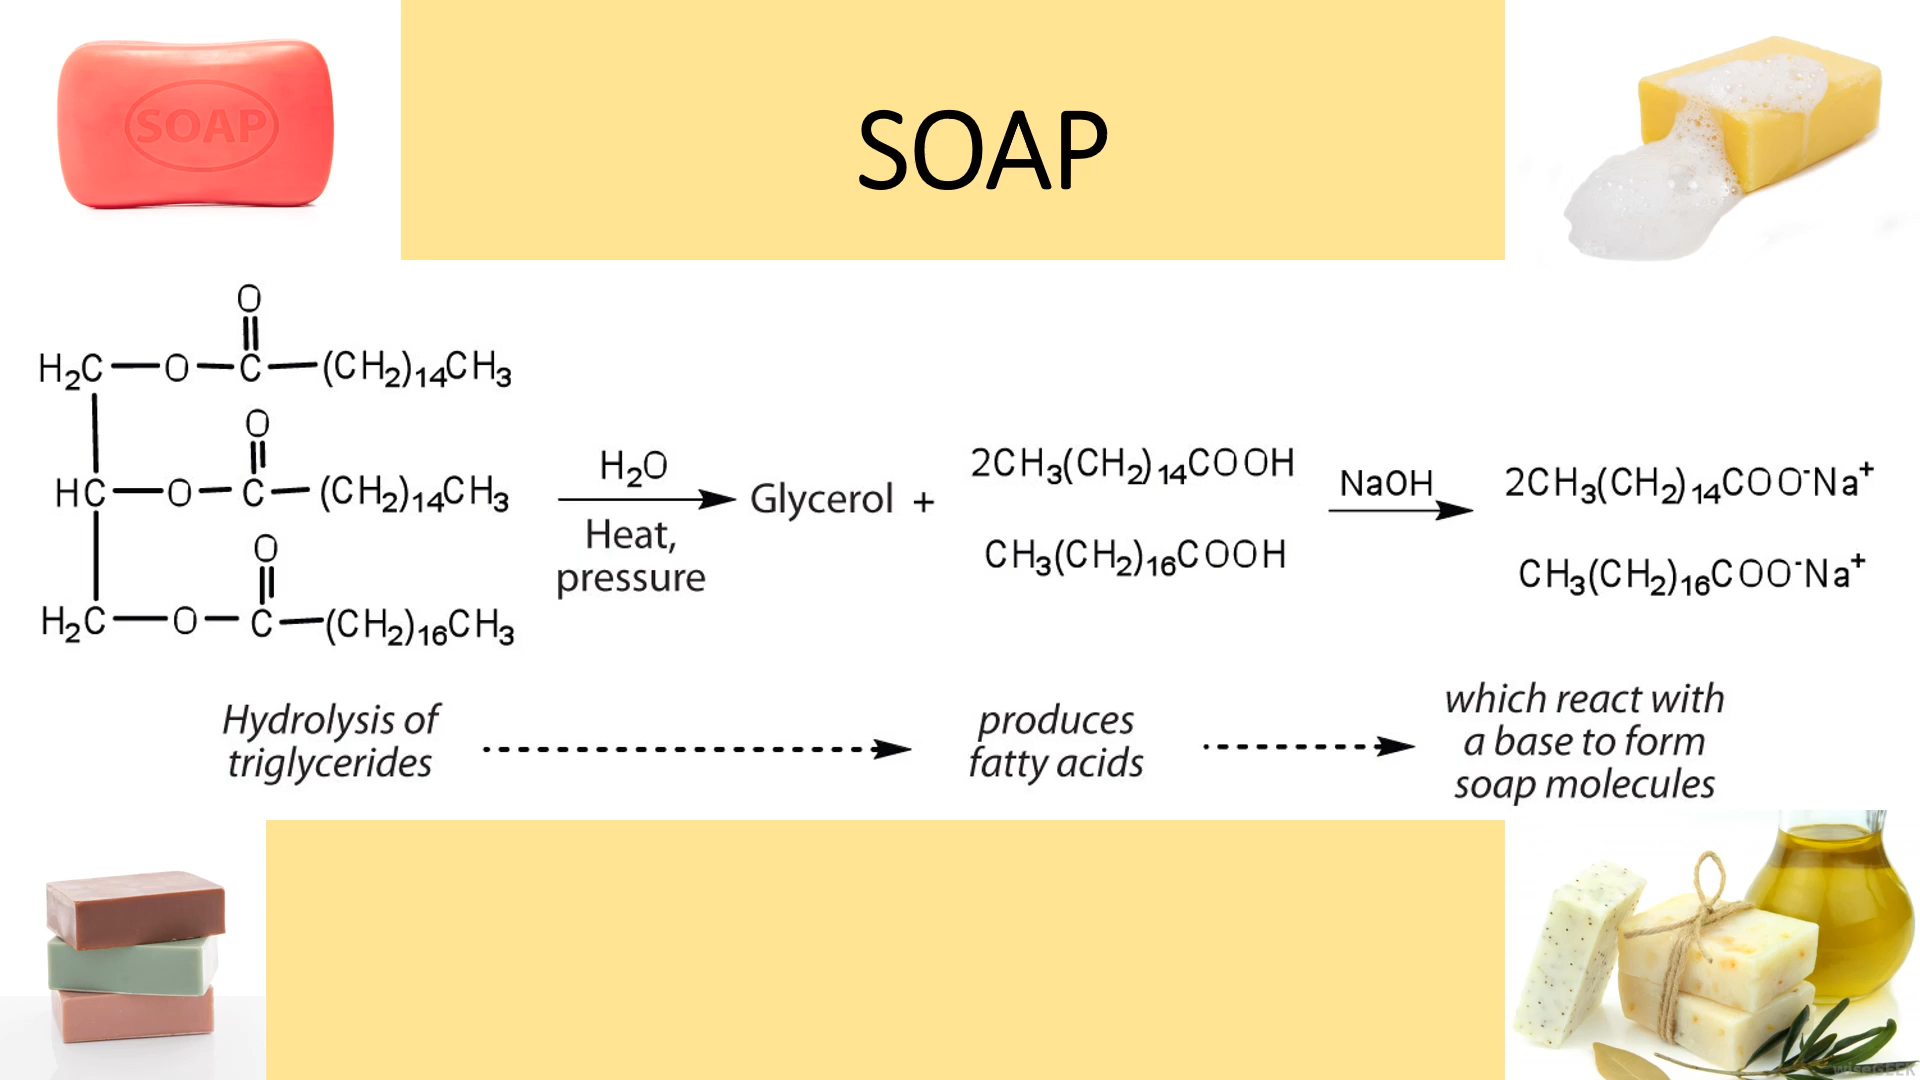 SOAP
SOAP
O
H₂C—O—C—(CH₂)₁₄CH₃
O
HC—O—C—(CH₂)₁₄CH₃
O
H₂C—O—C—(CH₂)₁₆CH₃
H₂O
Heat,
pressure
Glycerol +
2CH₃(CH₂)₁₄COOH
CH₃(CH₂)₁₆COOH
NaOH
2CH₃(CH₂)₁₄COO⁻Na⁺
CH₃(CH₂)₁₆COO⁻Na⁺
Hydrolysis of
triglycerides
produces
fatty acids
which react with
a base to form
soap molecules
wiseGEEK